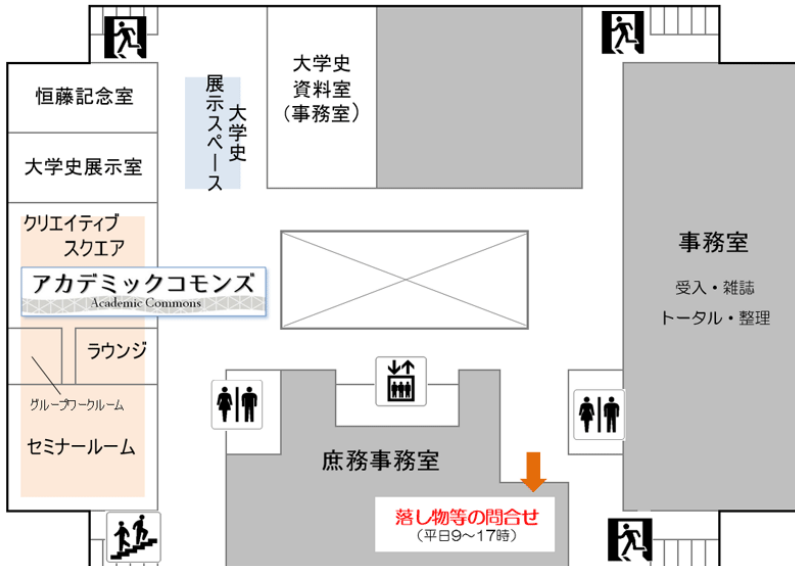 恒藤記念室
大学史展示室
クリエイティブ
スクエア
アカデミックコモンズ
Academic Commons
ラウンジ
グループワークルーム
セミナールーム
大学史
展示スペース
大学史
資料室
（事務室）
事務室
受入・雑誌
トータル・整理
庶務事務室
落し物等の問合せ
（平日9～17時）